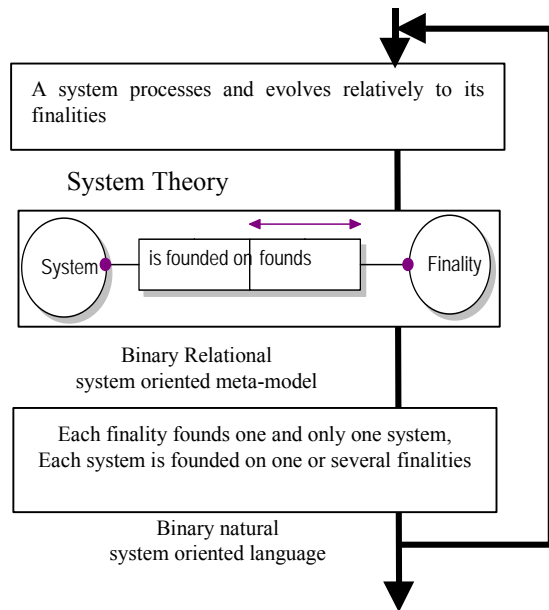 A system processes and evolves relatively to its
finalities
System Theory
System
is founded on
founds
Finality
Binary Relational
system oriented meta-model
Each finality founds one and only one system,
Each system is founded on one or several finalities
Binary natural
system oriented language